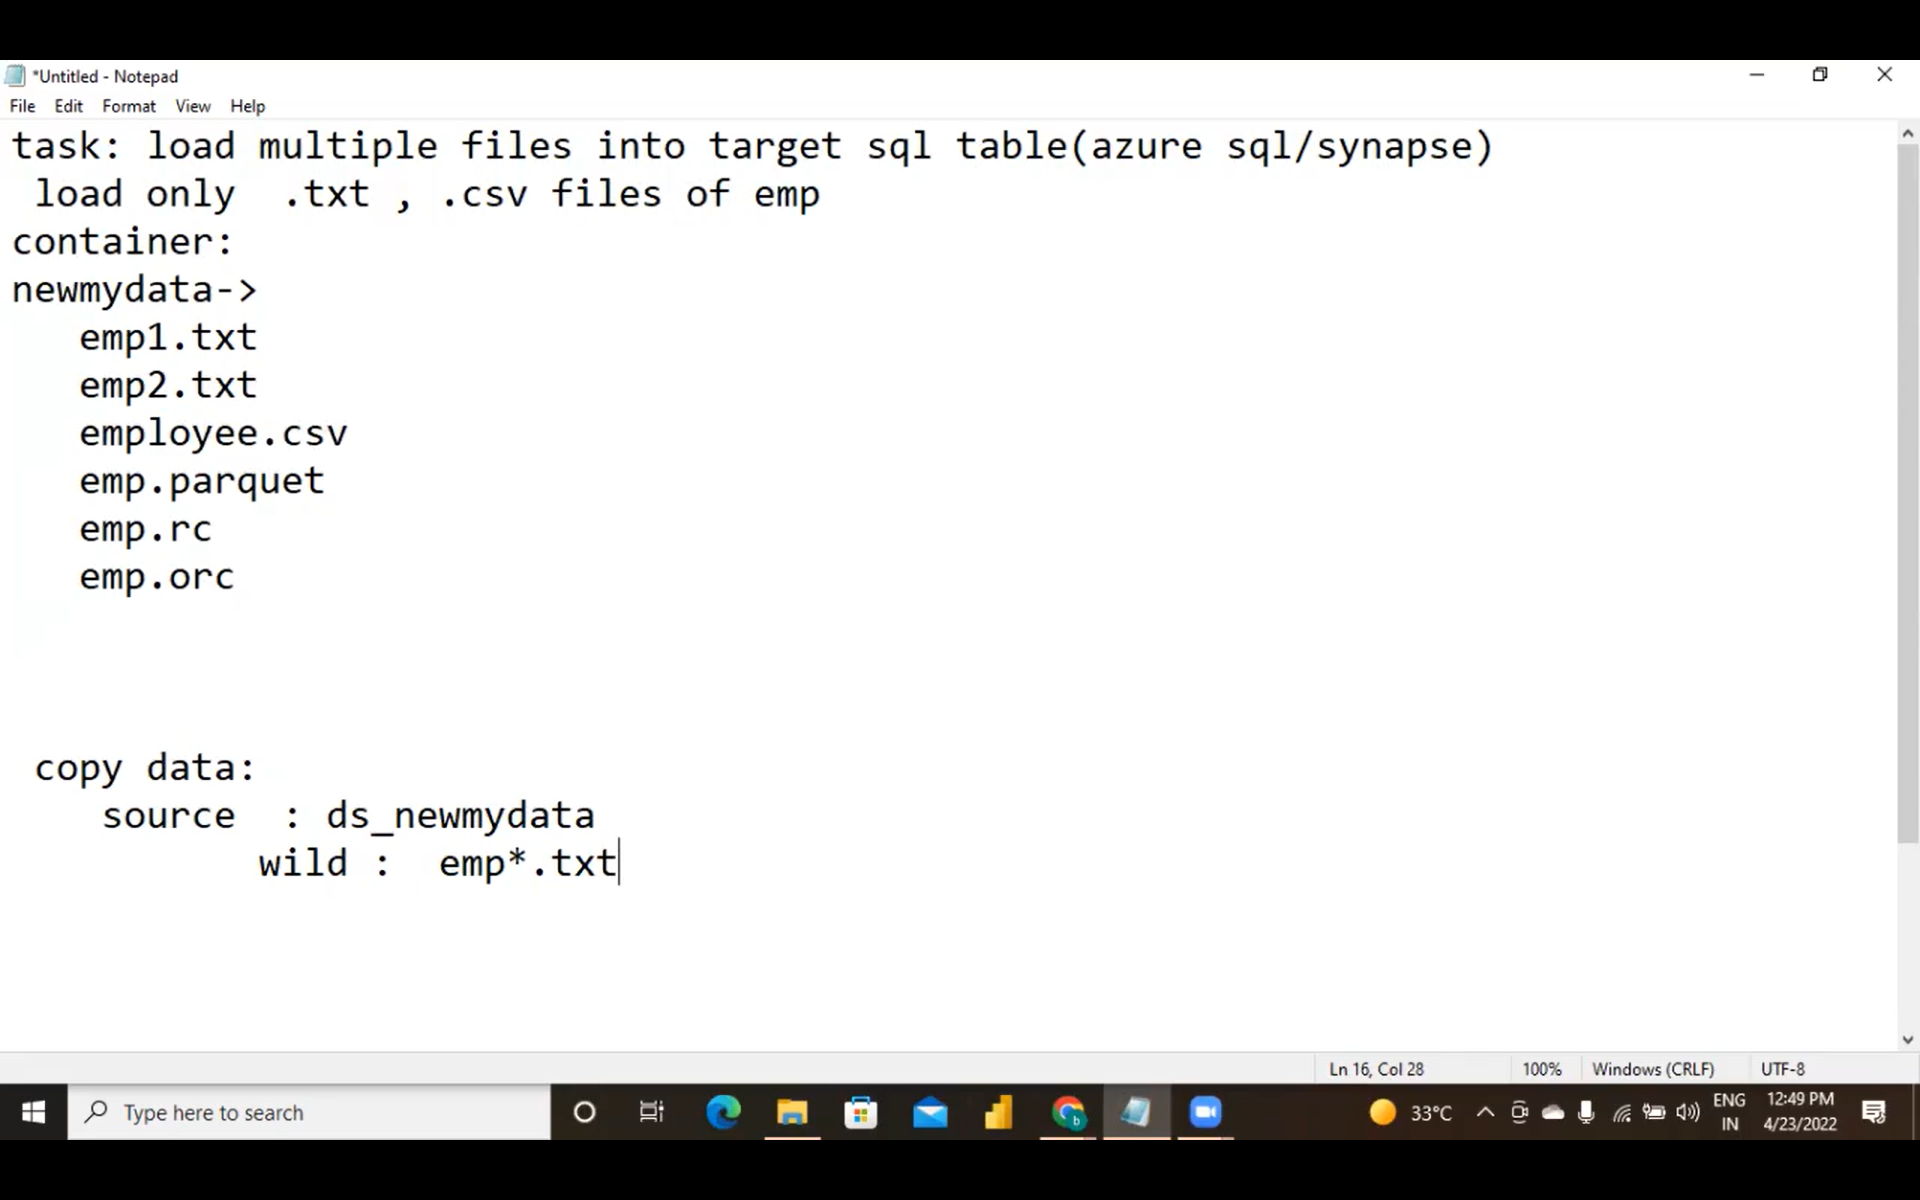 *Untitled - Notepad
File Edit Format View Help
task: load multiple files into target sql table(azure sql/synapse)
load only .txt , .csv files of emp
container:
newmydata->
emp1.txt
emp2.txt
employee.csv
emp.parquet
emp.rc
emp.orc
copy data:
source : ds_newmydata
wild : emp*.txt
Ln 16, Col 28 100% Windows (CRLF) UTF-8
Type here to search 33°C ENG IN 12:49 PM 4/23/2022